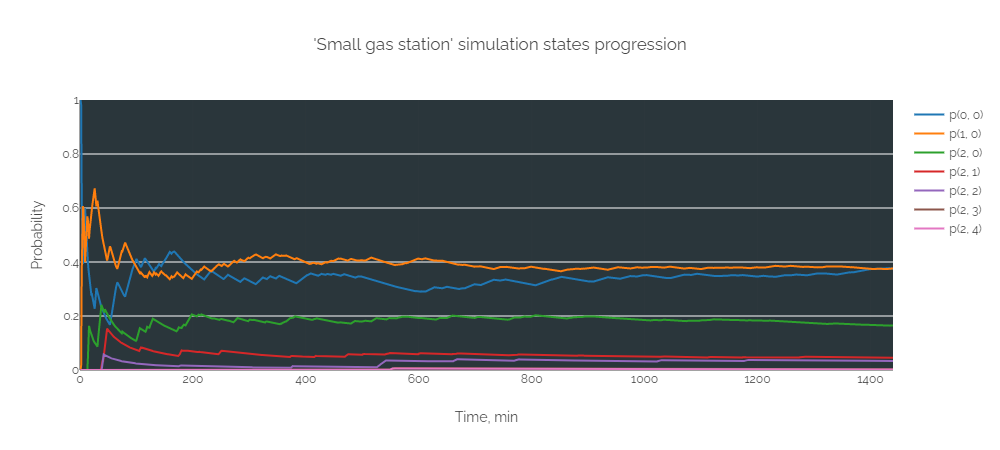 'Small gas station' simulation states progression
Probability
1
0.8
0.6
0.4
0.2
0
0 200 400 600 800 1000 1200 1400
Time, min
p(0, 0)
p(1, 0)
p(2, 0)
p(2, 1)
p(2, 2)
p(2, 3)
p(2, 4)